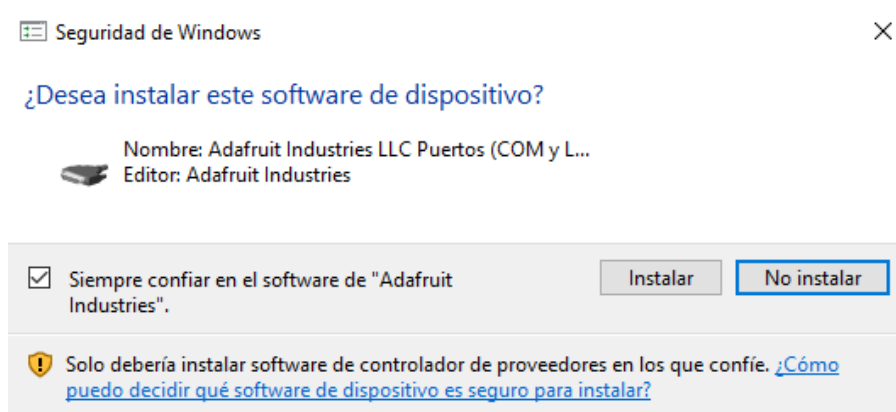 Seguridad de Windows
¿Desea instalar este software de dispositivo?
Nombre: Adafruit Industries LLC Puertos (COM y L...
Editor: Adafruit Industries
Siempre confiar en el software de "Adafruit
Industries".
Instalar
No instalar
Solo debería instalar software de controlador de proveedores en los que confíe. ¿Cómo
puedo decidir qué software de dispositivo es seguro para instalar?